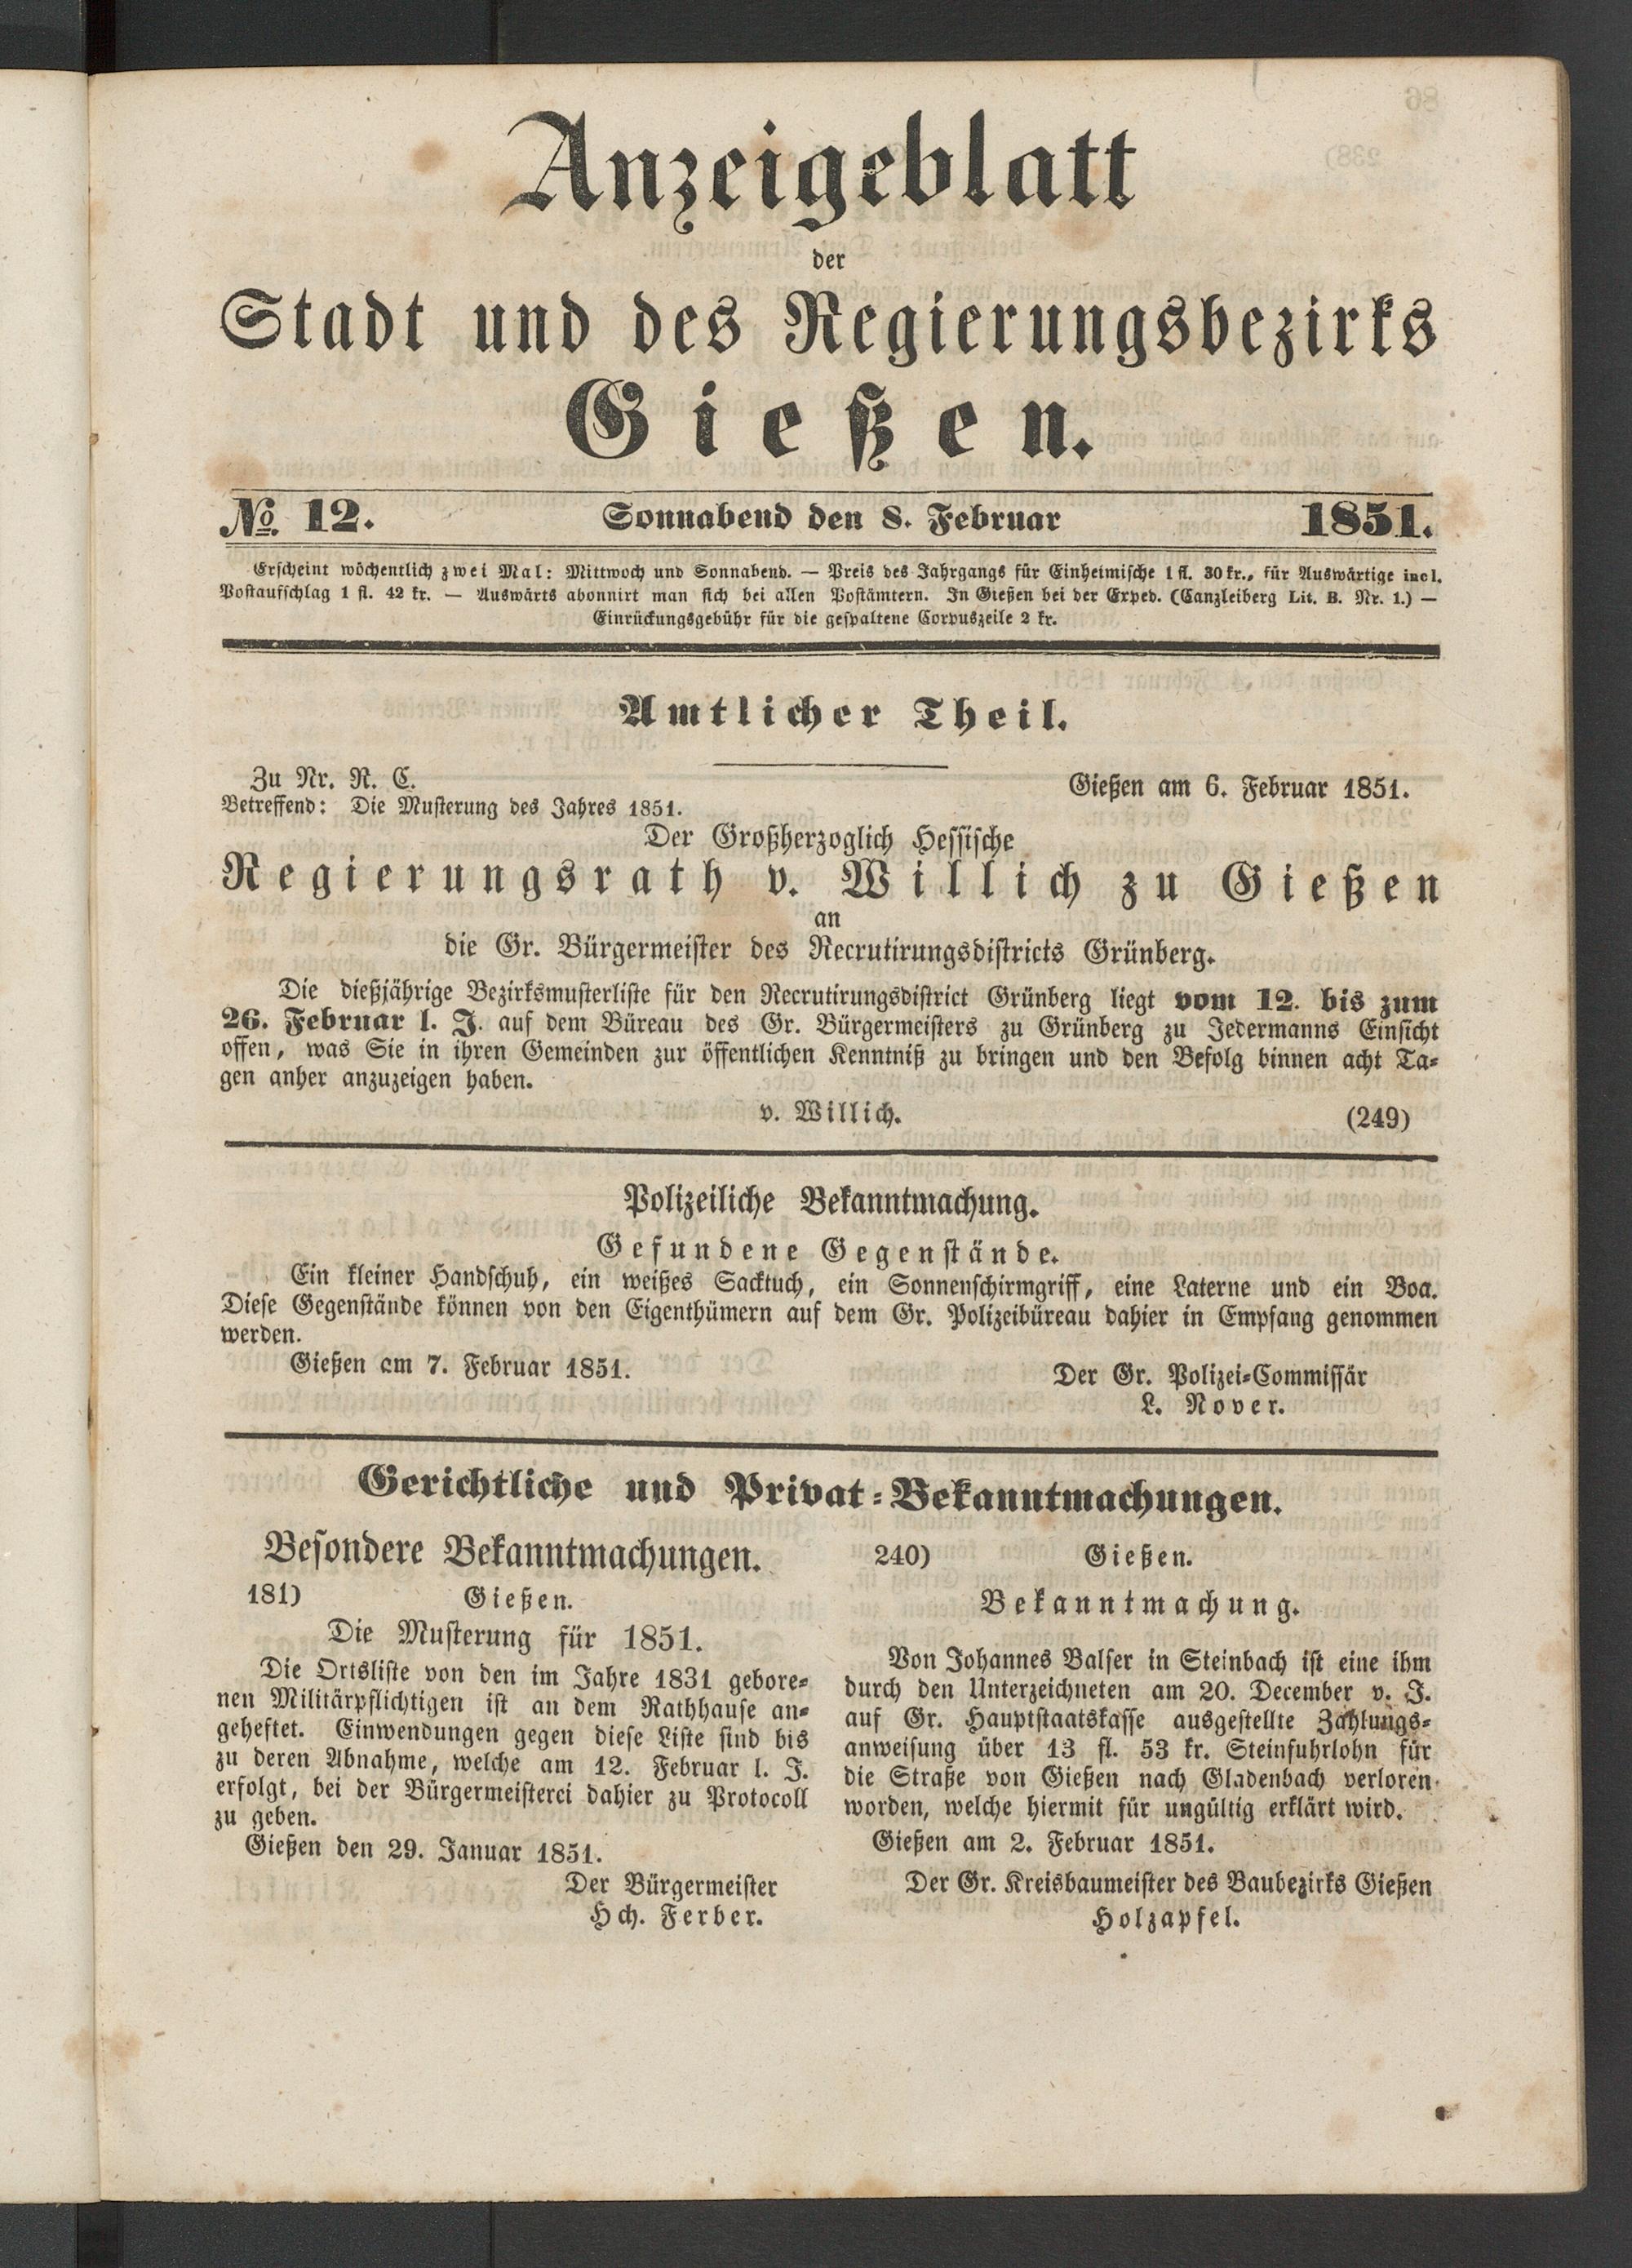 Anzeigeblatt
der
Stadt und des Regierungsbezirks
Gießen.
No. 12.
Sonnabend den 8. Februar
1851.
Erscheint wöchentlich zwei Mal: Mittwoch und Sonnabend. — Preis des Jahrgangs für Einheimische 1 fl. 30 kr., für Auswärtige incl.
Postaufschlag 1 fl. 42 kr. — Auswärts abonnirt man sich bei allen Postämtern. In Gießen bei der Exped. (Canzleiberg Lit. B. Nr. 1.) —
Einrückungsgebühr für die gespaltene Corpuszeile 2 kr.
Amtlicher Theil.
Zu Nr. R. C.
Gießen am 6. Februar 1851.
Betreffend: Die Musterung des Jahres 1851.
Der Großherzoglich Hessische
Regierungsrath v. Willich zu Gießen
an
die Gr. Bürgermeister des Recrutirungsdistricts Grünberg.
Die dießjährige Bezirksmusterliste für den Recrutirungsdistrict Grünberg liegt vom 12. bis zum
26. Februar l. J. auf dem Büreau des Gr. Bürgermeisters zu Grünberg zu Jedermanns Einsicht
offen, was Sie in ihren Gemeinden zur öffentlichen Kenntniß zu bringen und den Befolg binnen acht Ta-
gen anher anzuzeigen haben.
v. Willich.
(249)
Polizeiliche Bekanntmachung.
Gefundene Gegenstände.
Ein kleiner Handschuh, ein weißes Sacktuch, ein Sonnenschirmgriff, eine Laterne und ein Boa.
Diese Gegenstände können von den Eigenthümern auf dem Gr. Polizeibüreau dahier in Empfang genommen
werden.
Gießen am 7. Februar 1851.
Der Gr. Polizei-Commissär
L. Nover.
Gerichtliche und Privat-Bekanntmachungen.
Besondere Bekanntmachungen.
181) Gießen.
Die Musterung für 1851.
Die Ortsliste von den im Jahre 1831 gebore-
nen Militärpflichtigen ist an dem Rathhause an-
geheftet. Einwendungen gegen diese Liste sind bis
zu deren Abnahme, welche am 12. Februar l. J.
erfolgt, bei der Bürgermeisterei dahier zu Protocoll
zu geben.
Gießen den 29. Januar 1851.
Der Bürgermeister
Hch. Ferber.
240) Gießen.
Bekanntmachung.
Von Johannes Balser in Steinbach ist eine ihm
durch den Unterzeichneten am 20. December v. J.
auf Gr. Hauptstaatskasse ausgestellte Zahlungs-
anweisung über 13 fl. 53 kr. Steinfuhrlohn für
die Straße von Gießen nach Gladenbach verloren
worden, welche hiermit für ungültig erklärt wird.
Gießen am 2. Februar 1851.
Der Gr. Kreisbaumeister des Baubezirks Gießen
Holzapfel.